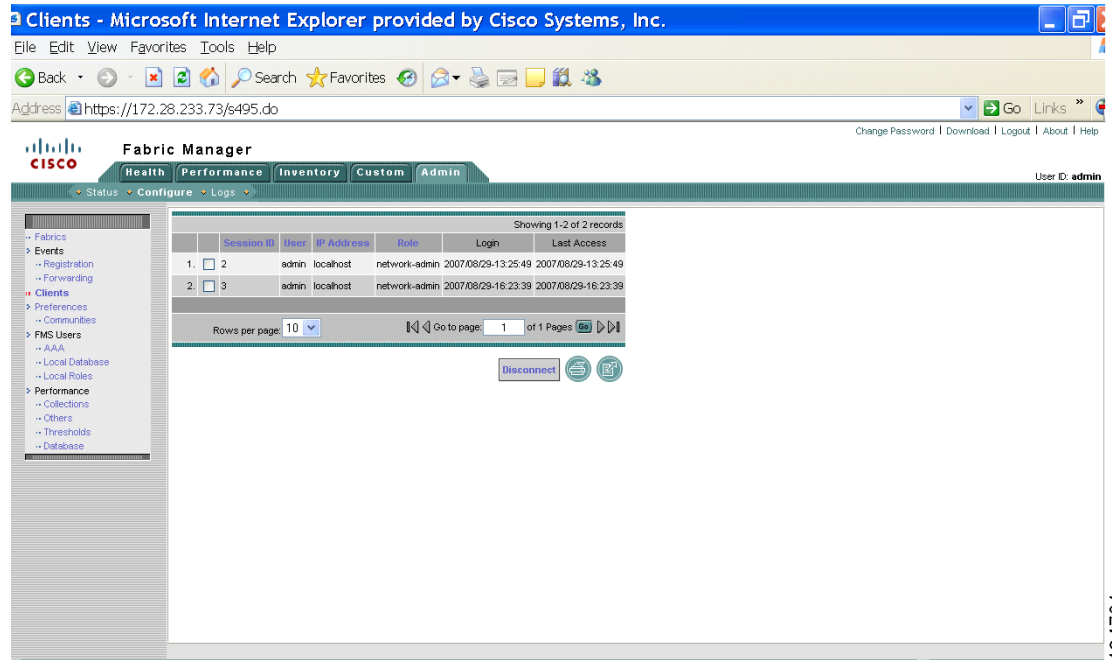 Clients - Microsoft Internet Explorer provided by Cisco Systems, Inc.
File Edit View Favorites Tools Help
Back Search Favorites
Address https://172.28.233.73/s495.do Go Links »
Change Password | Download | Logout | About | Help
CISCO Fabric Manager
Health Performance Inventory Custom Admin
User ID: admin
Status Configure Logs
Fabrics
Events
Registration
Forwarding
Clients
Preferences
Communities
FMS Users
AAA
Local Database
Local Roles
Performance
Collections
Others
Thresholds
Database
Showing 1-2 of 2 records
Session ID User IP Address Role Login Last Access
1. 2 admin localhost network-admin 2007/08/29-13:25:49 2007/08/29-13:25:49
2. 3 admin localhost network-admin 2007/08/29-16:23:39 2007/08/29-16:23:39
Rows per page: 10 Go to page: 1 of 1 Pages Go
Disconnect